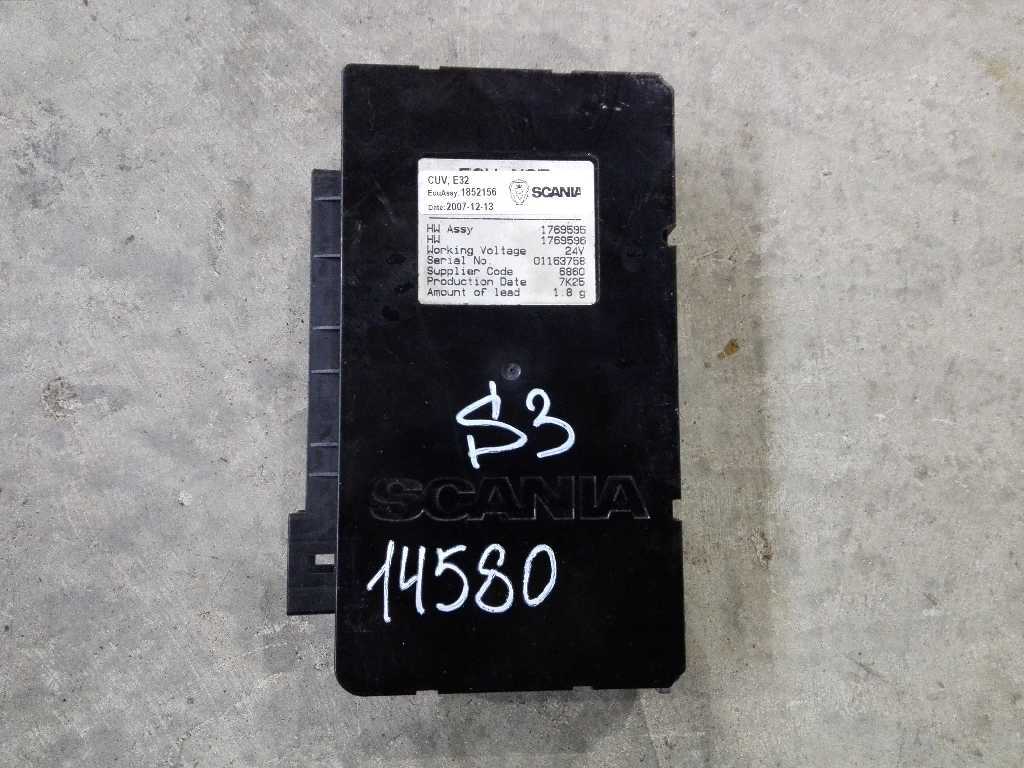 CUV, E32
EcuAssy. 1852156
SCANIA
Date: 2007-12-13
HW Assy 1769595
HW 1769596
Working Voltage 24V
Serial No. 01163758
Supplier Code 6860
Production Date 7K25
Amount of lead 1.8 g
S3
SCANIA
14580